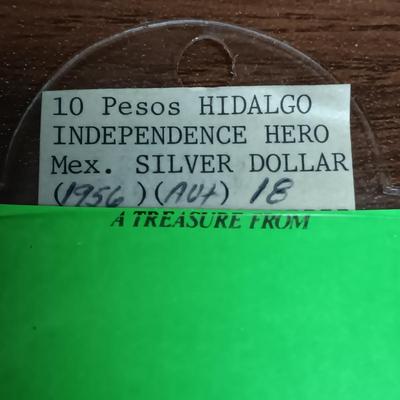 10 Pesos HIDALGO
INDEPENDENCE HERO
Mex. SILVER DOLLAR
(1956)(AU+) 18
A TREASURE FROM